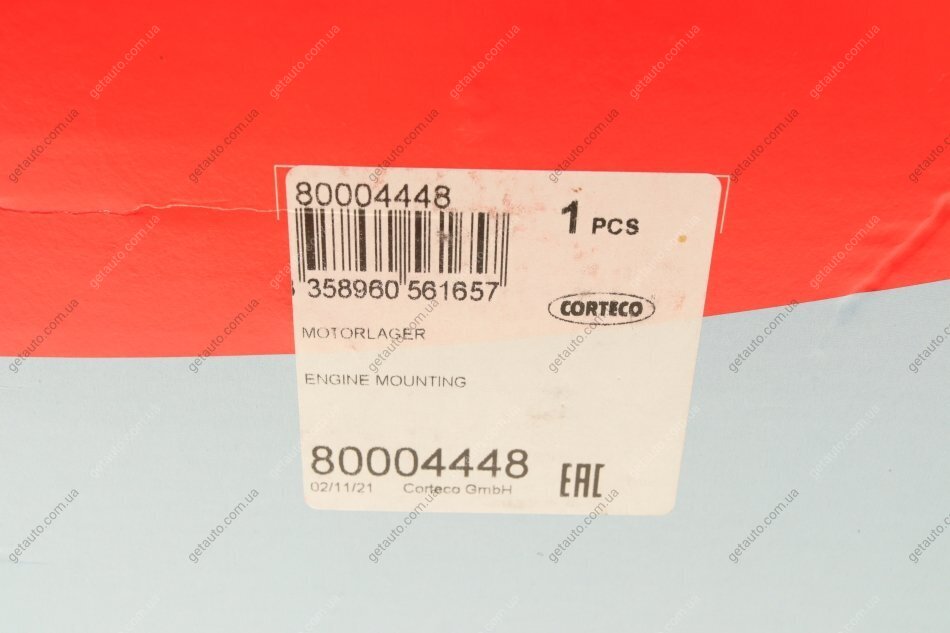 80004448
1 PCS
358960 561657
CORTECO
MOTORLAGER
ENGINE MOUNTING
80004448
02/11/21 Corteco GmbH
EAC
getauto.com.ua